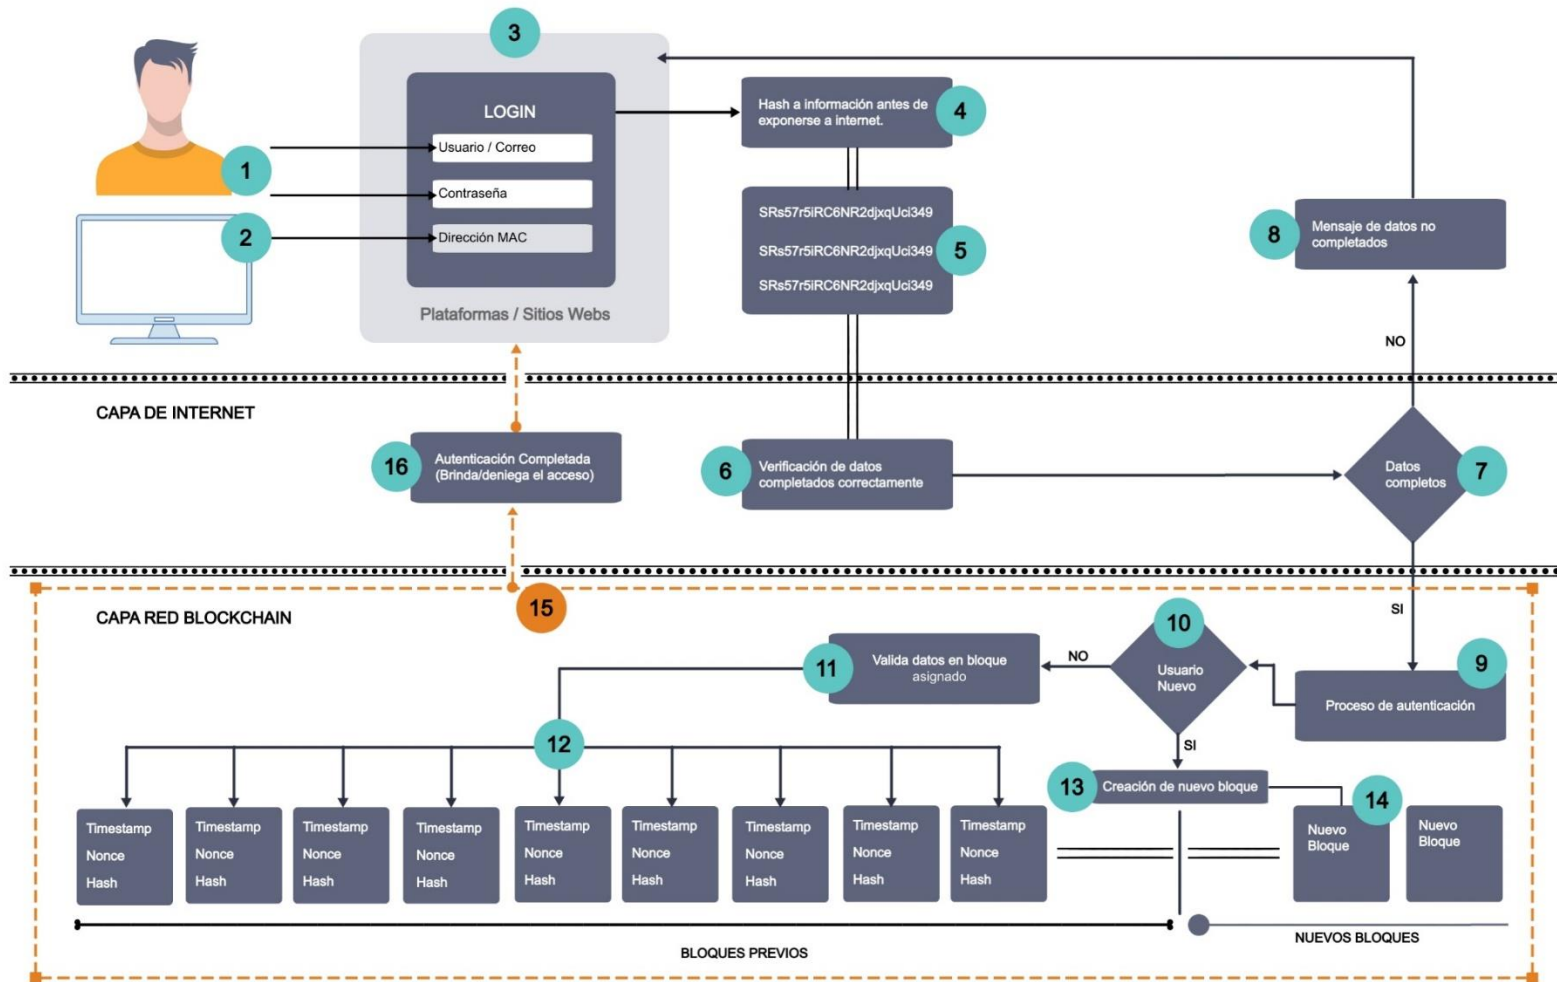 3
LOGIN
Usuario / Correo
Contraseña
Dirección MAC
Plataformas / Sitios Webs
1
2
Hash a información antes de
exponerse a internet.
4
SRs57r5iRC6NR2djxqUci349
SRs57r5iRC6NR2djxqUci349
SRs57r5iRC6NR2djxqUci349
5
8
Mensaje de datos no
completados
NO
CAPA DE INTERNET
16
Autenticación Completada
(Brinda/deniega el acceso)
6
Verificación de datos
completados correctamente
Datos
completos
7
SI
CAPA RED BLOCKCHAIN
15
11
Valida datos en bloque
asignado
NO
10
Usuario
Nuevo
9
Proceso de autenticación
SI
12
13
Creación de nuevo bloque
14
Timestamp
Nonce
Hash
Timestamp
Nonce
Hash
Timestamp
Nonce
Hash
Timestamp
Nonce
Hash
Timestamp
Nonce
Hash
Timestamp
Nonce
Hash
Timestamp
Nonce
Hash
Timestamp
Nonce
Hash
Timestamp
Nonce
Hash
Nuevo
Bloque
Nuevo
Bloque
BLOQUES PREVIOS
NUEVOS BLOQUES